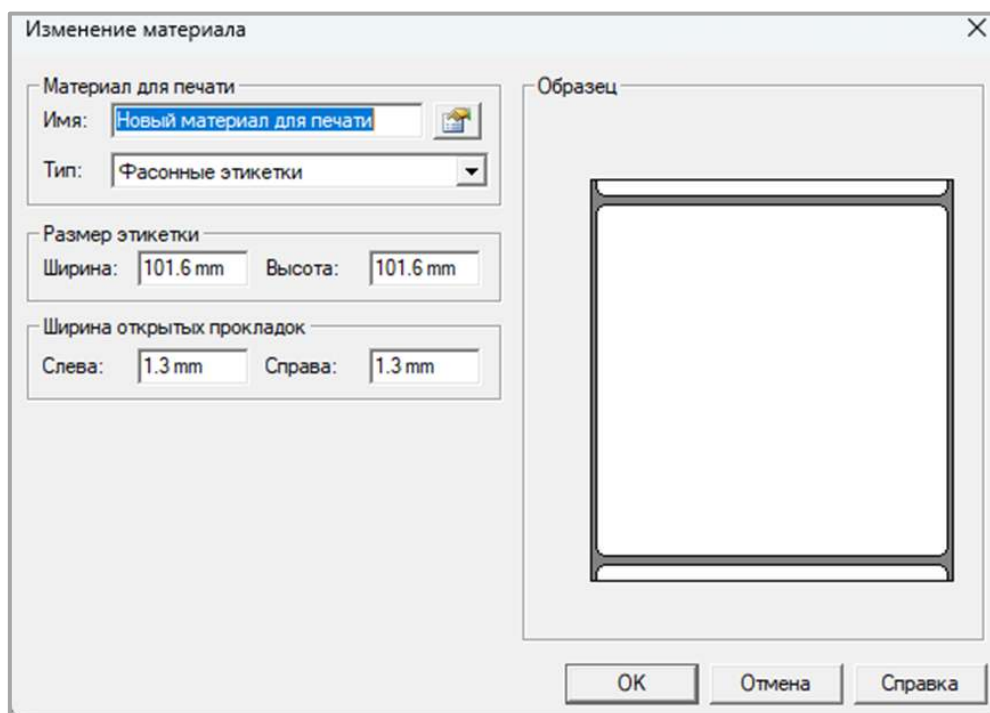 Изменение материала
Материал для печати
Имя: Новый материал для печати
Тип: Фасонные этикетки
Размер этикетки
Ширина: 101.6 mm Высота: 101.6 mm
Ширина открытых прокладок
Слева: 1.3 mm Справа: 1.3 mm
Образец
OK Отмена Справка